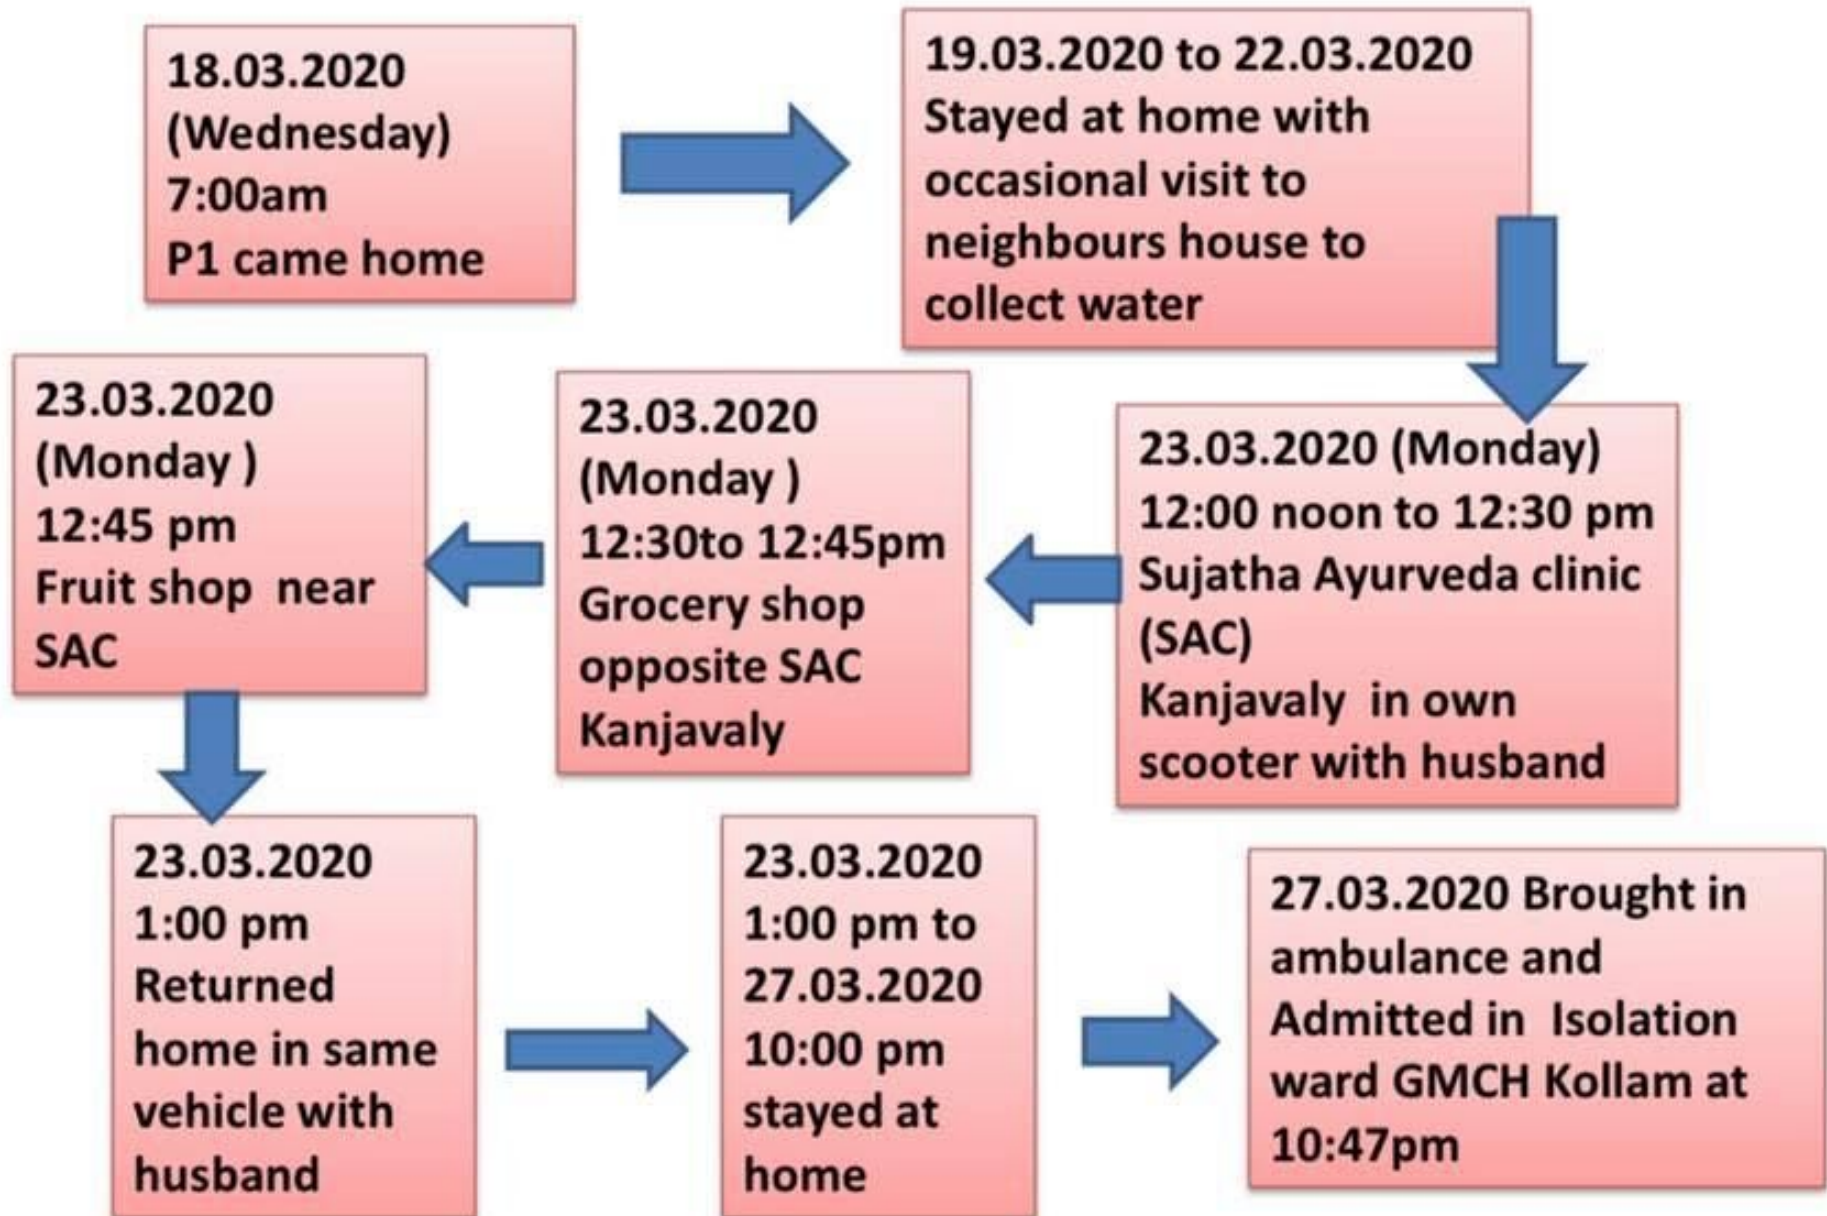 18.03.2020
(Wednesday)
7:00am
P1 came home
19.03.2020 to 22.03.2020
Stayed at home with
occasional visit to
neighbours house to
collect water
23.03.2020 (Monday)
12:00 noon to 12:30 pm
Sujatha Ayurveda clinic
(SAC)
Kanjavaly  in own
scooter with husband
23.03.2020
(Monday )
12:30to 12:45pm
Grocery shop
opposite SAC
Kanjavaly
23.03.2020
(Monday )
12:45 pm
Fruit shop  near
SAC
23.03.2020
1:00 pm
Returned
home in same
vehicle with
husband
23.03.2020
1:00 pm to
27.03.2020
10:00 pm
stayed at
home
27.03.2020 Brought in
ambulance and
Admitted in  Isolation
ward GMCH Kollam at
10:47pm